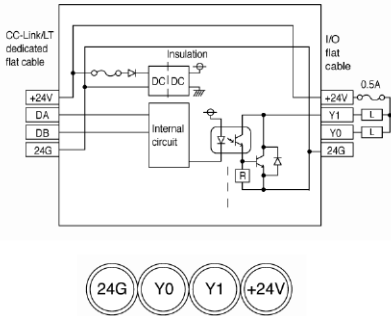 CC-Link/LT
dedicated
flat cable
I/O
flat
cable
Insulation
DC DC
0.5A
+24V
DA
DB
24G
Internal
circuit
R
+24V
Y1
L
Y0
L
24G
24G Y0 Y1 +24V